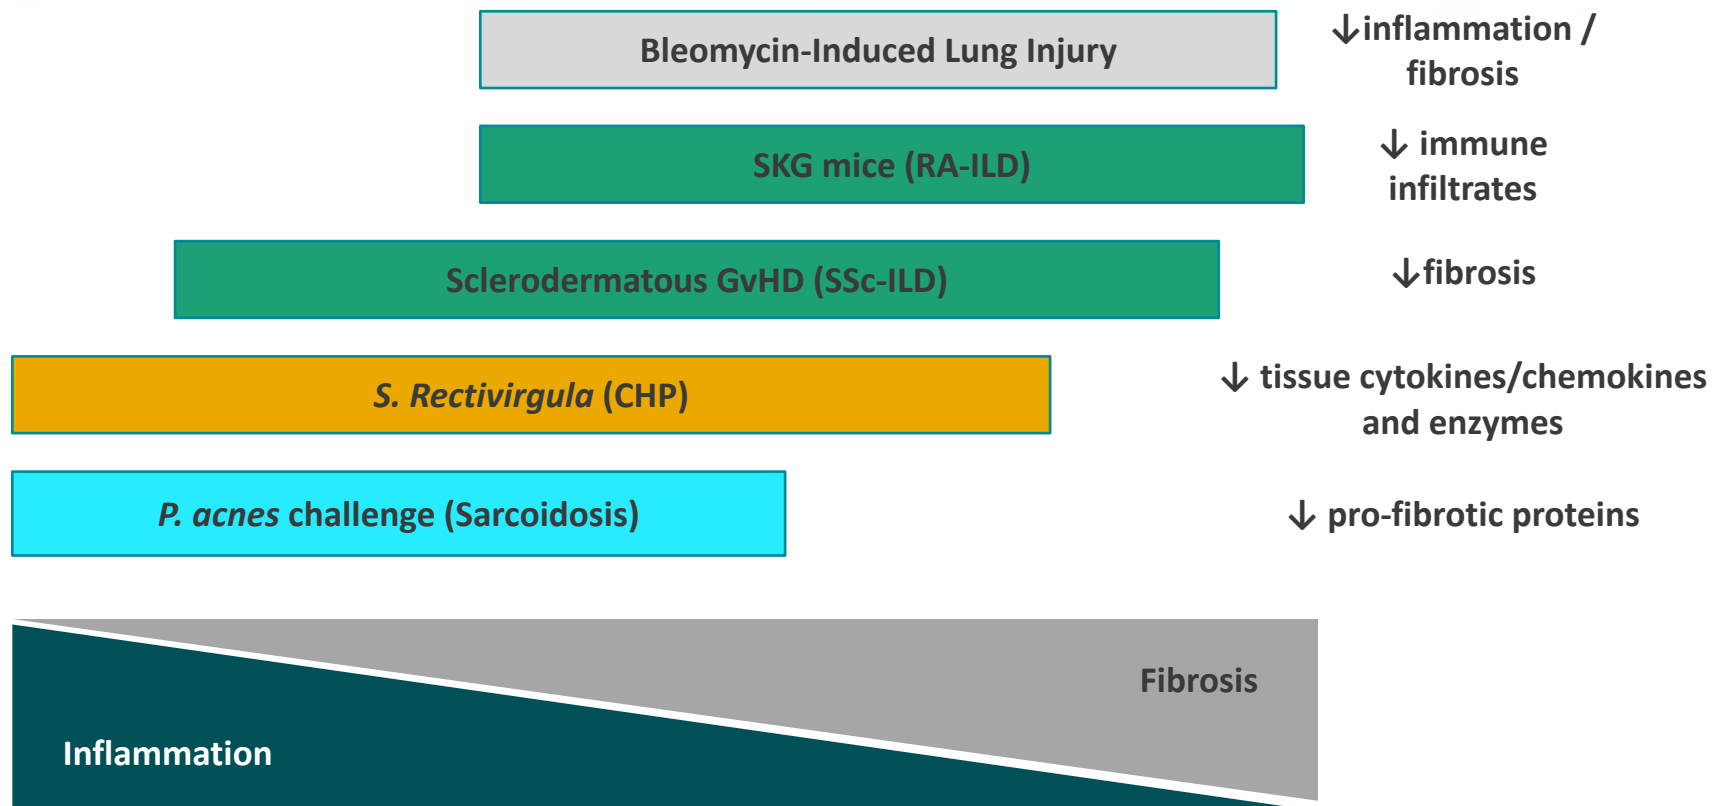 Bleomycin-Induced Lung Injury
↓inflammation /
fibrosis
SKG mice (RA-ILD)
↓ immune
infiltrates
Sclerodermatous GvHD (SSc-ILD)
↓fibrosis
S. Rectivirgula (CHP)
↓ tissue cytokines/chemokines
and enzymes
P. acnes challenge (Sarcoidosis)
↓ pro-fibrotic proteins
Fibrosis
Inflammation